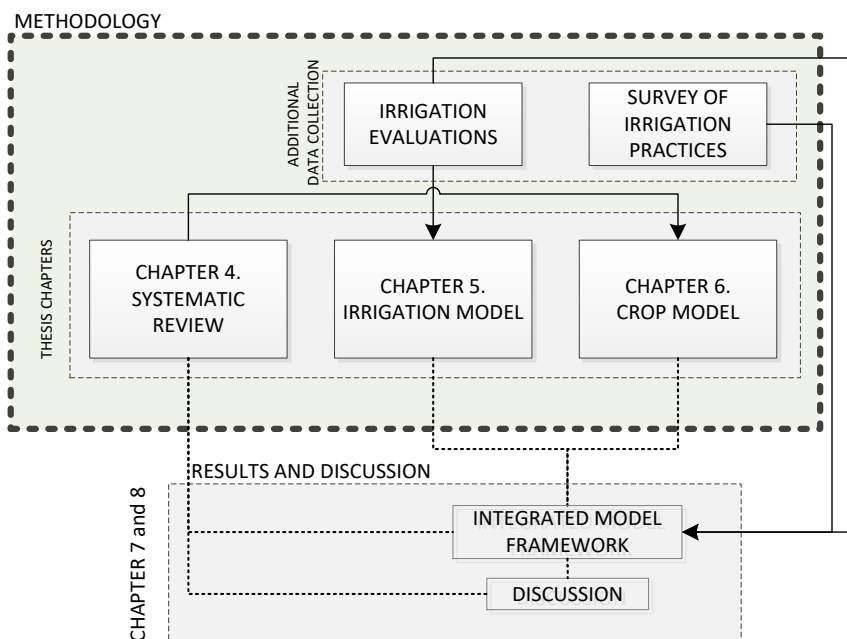 METHODOLOGY
ADDITIONAL
DATA COLLECTION
IRRIGATION
EVALUATIONS
SURVEY OF
IRRIGATION
PRACTICES
THESIS CHAPTERS
CHAPTER 4.
SYSTEMATIC
REVIEW
CHAPTER 5.
IRRIGATION MODEL
CHAPTER 6.
CROP MODEL
RESULTS AND DISCUSSION
CHAPTER 7 and 8
INTEGRATED MODEL
FRAMEWORK
DISCUSSION